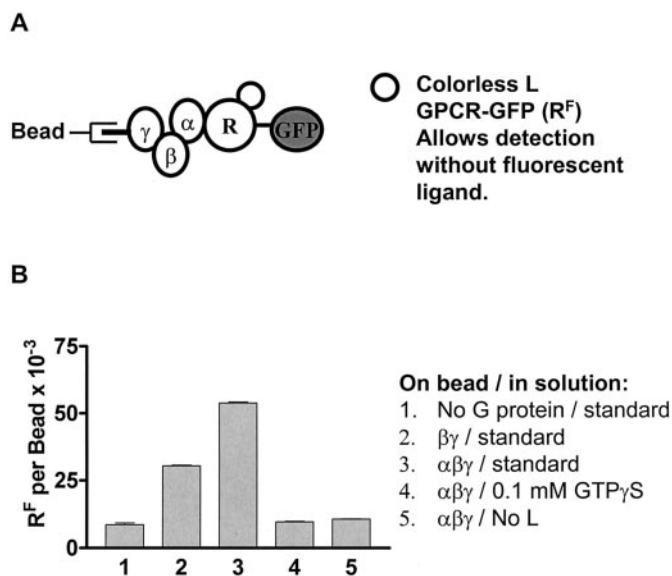 A
Bead
γ
β
α
R
GFP
Colorless L
GPCR-GFP (Rᶠ)
Allows detection
without fluorescent
ligand.
B
Rᶠ per Bead x 10⁻³
75
50
25
0
1 2 3 4 5
On bead / in solution:
1. No G protein / standard
2. βγ / standard
3. αβγ / standard
4. αβγ / 0.1 mM GTPγS
5. αβγ / No L